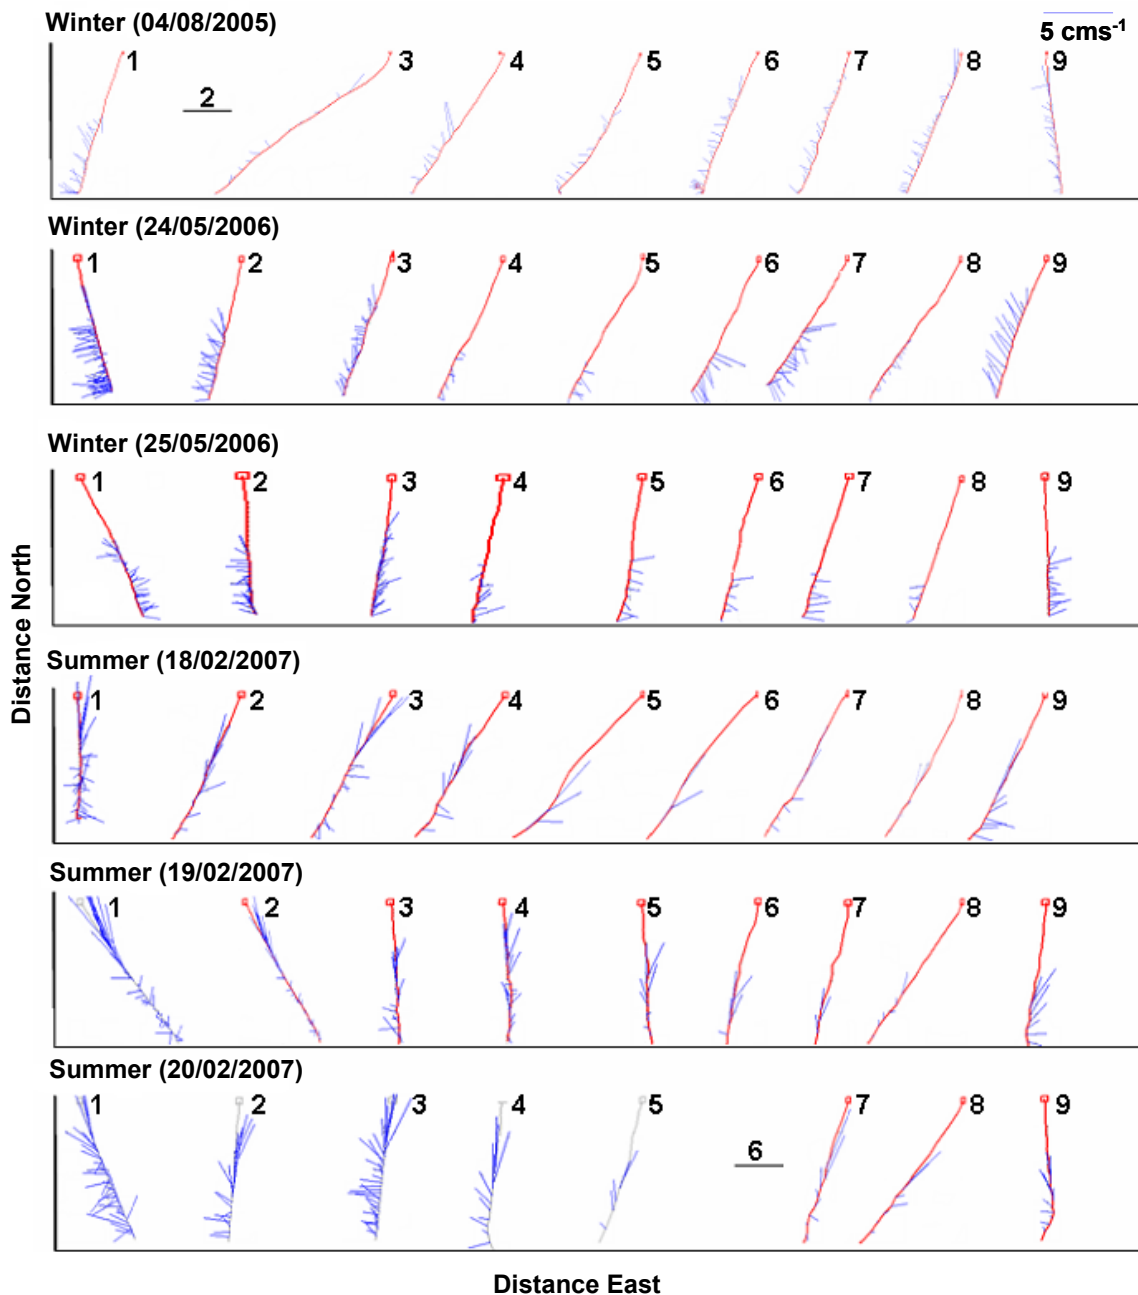 Winter (04/08/2005)
5 cms-1
1 2 3 4 5 6 7 8 9
Winter (24/05/2006)
1 2 3 4 5 6 7 8 9
Winter (25/05/2006)
1 2 3 4 5 6 7 8 9
Distance North
Summer (18/02/2007)
1 2 3 4 5 6 7 8 9
Summer (19/02/2007)
1 2 3 4 5 6 7 8 9
Summer (20/02/2007)
1 2 3 4 5 6 7 8 9
Distance East